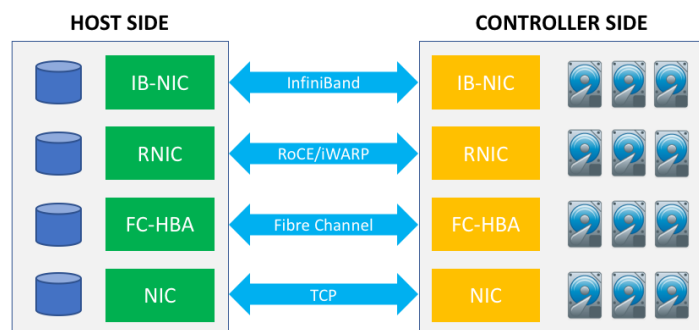 HOST SIDE
CONTROLLER SIDE
IB-NIC
InfiniBand
IB-NIC
RNIC
RoCE/iWARP
RNIC
FC-HBA
Fibre Channel
FC-HBA
NIC
TCP
NIC